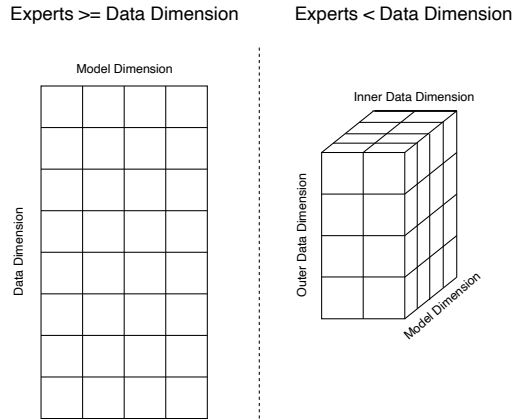 Experts >= Data Dimension
Experts < Data Dimension
Model Dimension
Data Dimension
Inner Data Dimension
Outer Data Dimension
Model Dimension